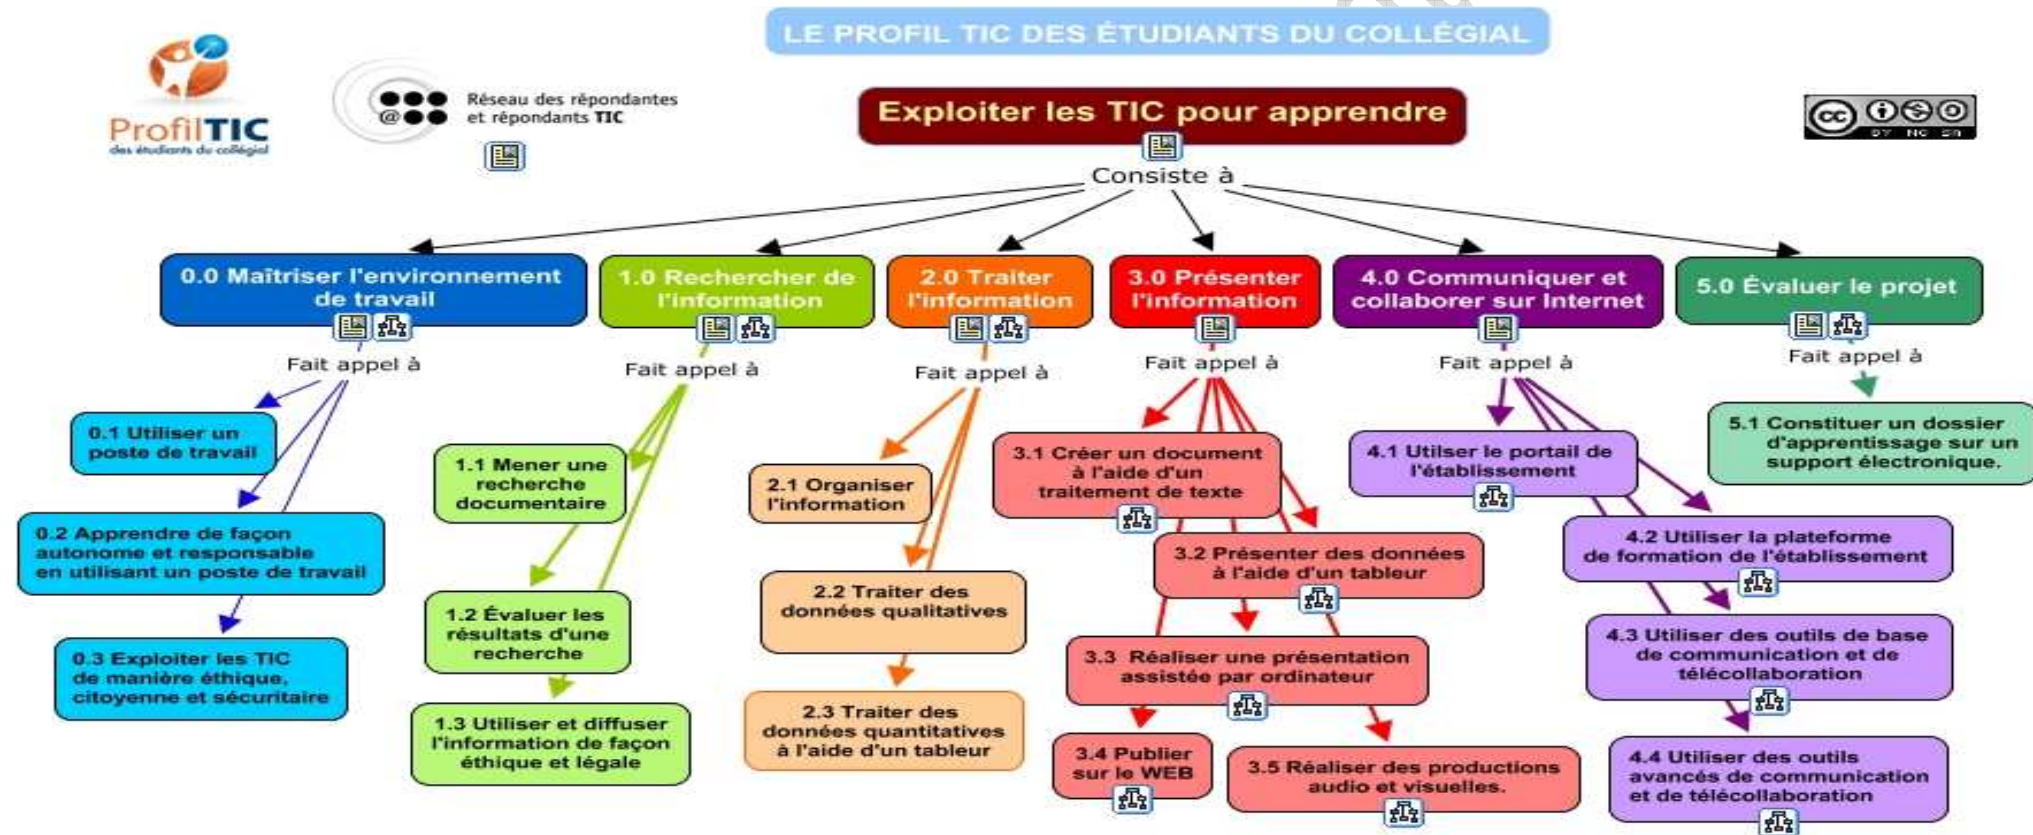 LE PROFIL TIC DES ÉTUDIANTS DU COLLÉGIAL
ProfilTIC
des étudiants du collégial
@
Réseau des répondantes
et répondants TIC
Exploiter les TIC pour apprendre
cc
BY NC SA
Consiste à
0.0 Maîtriser l'environnement
de travail
1.0 Rechercher de
l'information
2.0 Traiter
l'information
3.0 Présenter
l'information
4.0 Communiquer et
collaborer sur Internet
5.0 Évaluer le projet
Fait appel à
Fait appel à
Fait appel à
Fait appel à
Fait appel à
Fait appel à
0.1 Utiliser un
poste de travail
0.2 Apprendre de façon
autonome et responsable
en utilisant un poste de travail
0.3 Exploiter les TIC
de manière éthique,
citoyenne et sécuritaire
1.1 Mener une
recherche
documentaire
1.2 Évaluer les
résultats d'une
recherche
1.3 Utiliser et diffuser
l'information de façon
éthique et légale
2.1 Organiser
l'information
2.2 Traiter des
données qualitatives
2.3 Traiter des
données quantitatives
à l'aide d'un tableur
3.1 Créer un document
à l'aide d'un
traitement de texte
3.2 Présenter des données
à l'aide d'un tableur
3.3 Réaliser une présentation
assistée par ordinateur
3.4 Publier
sur le WEB
3.5 Réaliser des productions
audio et visuelles.
4.1 Utilser le portail de
l'établissement
4.2 Utiliser la plateforme
de formation de l'établissement
4.3 Utiliser des outils de base
de communication et de
télécollaboration
4.4 Utiliser des outils
avancés de communication
et de télécollaboration
5.1 Constituer un dossier
d'apprentissage sur un
support électronique.